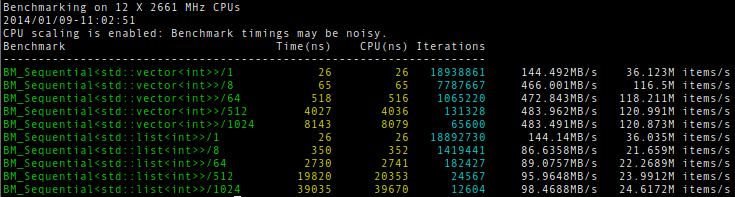 Benchmarking on 12 X 2661 MHz CPUs
2014/01/09-11:02:51
CPU scaling is enabled: Benchmark timings may be noisy.
Benchmark Time(ns) CPU(ns) Iterations
----------------------------------------------------------------------
BM_Sequential<std::vector<int>>/1 26 26 18938861 144.492MB/s 36.123M items/s
BM_Sequential<std::vector<int>>/8 65 65 7787667 466.001MB/s 116.5M items/s
BM_Sequential<std::vector<int>>/64 518 516 1065220 472.843MB/s 118.211M items/s
BM_Sequential<std::vector<int>>/512 4027 4036 131328 483.962MB/s 120.991M items/s
BM_Sequential<std::vector<int>>/1024 8143 8079 65600 483.491MB/s 120.873M items/s
BM_Sequential<std::list<int>>/1 26 26 18892730 144.14MB/s 36.035M items/s
BM_Sequential<std::list<int>>/8 350 352 1419441 86.6358MB/s 21.659M items/s
BM_Sequential<std::list<int>>/64 2730 2741 182427 89.0757MB/s 22.2689M items/s
BM_Sequential<std::list<int>>/512 19820 20353 24567 95.9648MB/s 23.9912M items/s
BM_Sequential<std::list<int>>/1024 39035 39670 12604 98.4688MB/s 24.6172M items/s